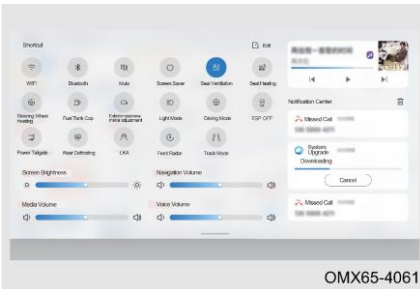 Shortcut
Edit
WIFI
Bluetooth
Mute
Screen Saver
Seat Ventilation
Seat Heating
Steering Wheel Heating
Fuel Tank Cap
Exterior rearview mirror adjustment
Light Mode
Driving Mode
ESP OFF
Power Tailgate
Rear Defrosting
LKA
Front Radar
Track Mode
Screen Brightness
Navigation Volume
Media Volume
Voice Volume
Notification Center
Missed Call
System Upgrade
Downloading
Cancel
Missed Call
OMX65-4061